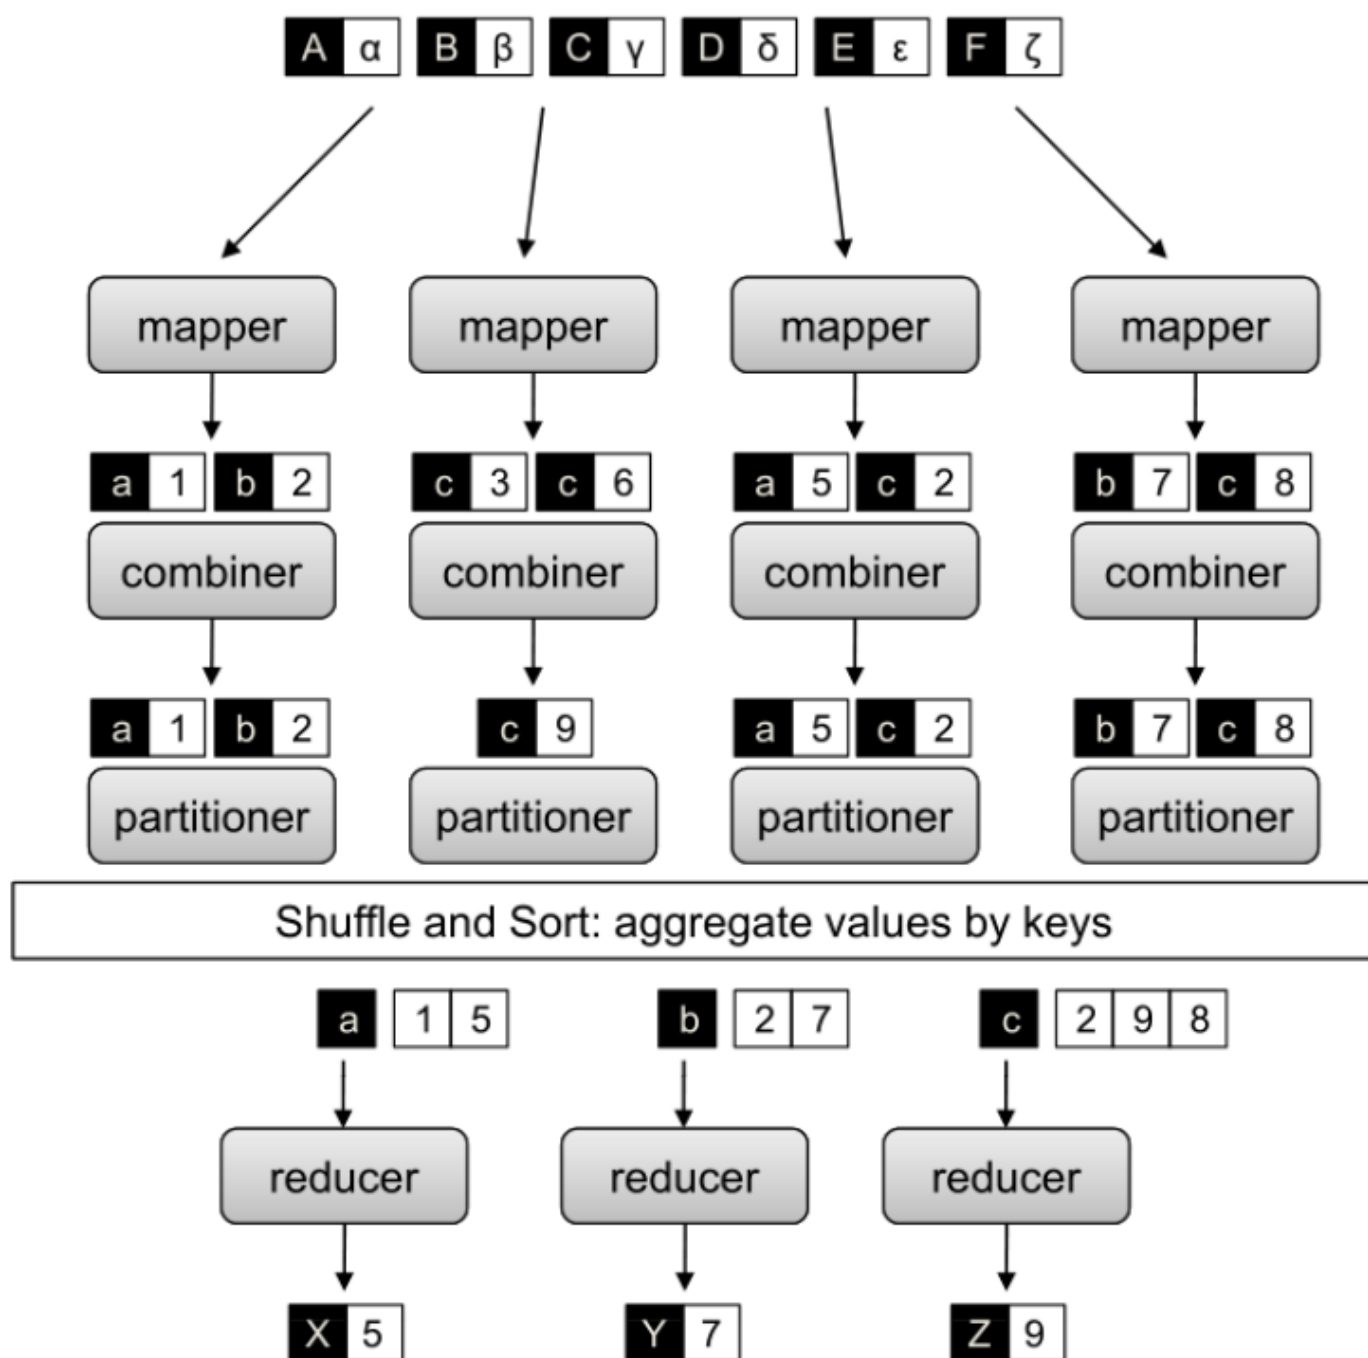 A α B β C γ D δ E ε F ζ
mapper mapper mapper mapper
a 1 b 2 c 3 c 6 a 5 c 2 b 7 c 8
combiner combiner combiner combiner
a 1 b 2 c 9 a 5 c 2 b 7 c 8
partitioner partitioner partitioner partitioner
Shuffle and Sort: aggregate values by keys
a 1 5 b 2 7 c 2 9 8
reducer reducer reducer
X 5 Y 7 Z 9